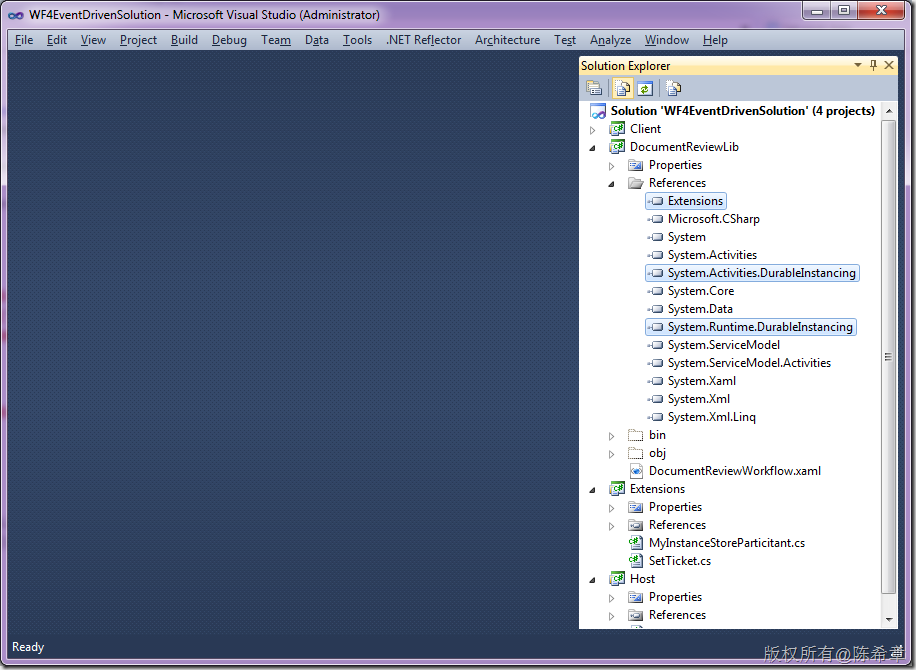 WF4EventDrivenSolution - Microsoft Visual Studio (Administrator)
File Edit View Project Build Debug Team Data Tools .NET Reflector Architecture Test Analyze Window Help
Solution Explorer
Solution 'WF4EventDrivenSolution' (4 projects)
Client
DocumentReviewLib
Properties
References
Extensions
Microsoft.CSharp
System
System.Activities
System.Activities.DurableInstancing
System.Core
System.Data
System.Runtime.DurableInstancing
System.ServiceModel
System.ServiceModel.Activities
System.Xaml
System.Xml
System.Xml.Linq
bin
obj
DocumentReviewWorkflow.xaml
Extensions
Properties
References
MyInstanceStoreParticitant.cs
SetTicket.cs
Host
Properties
References
Ready
版权所有@陈希章